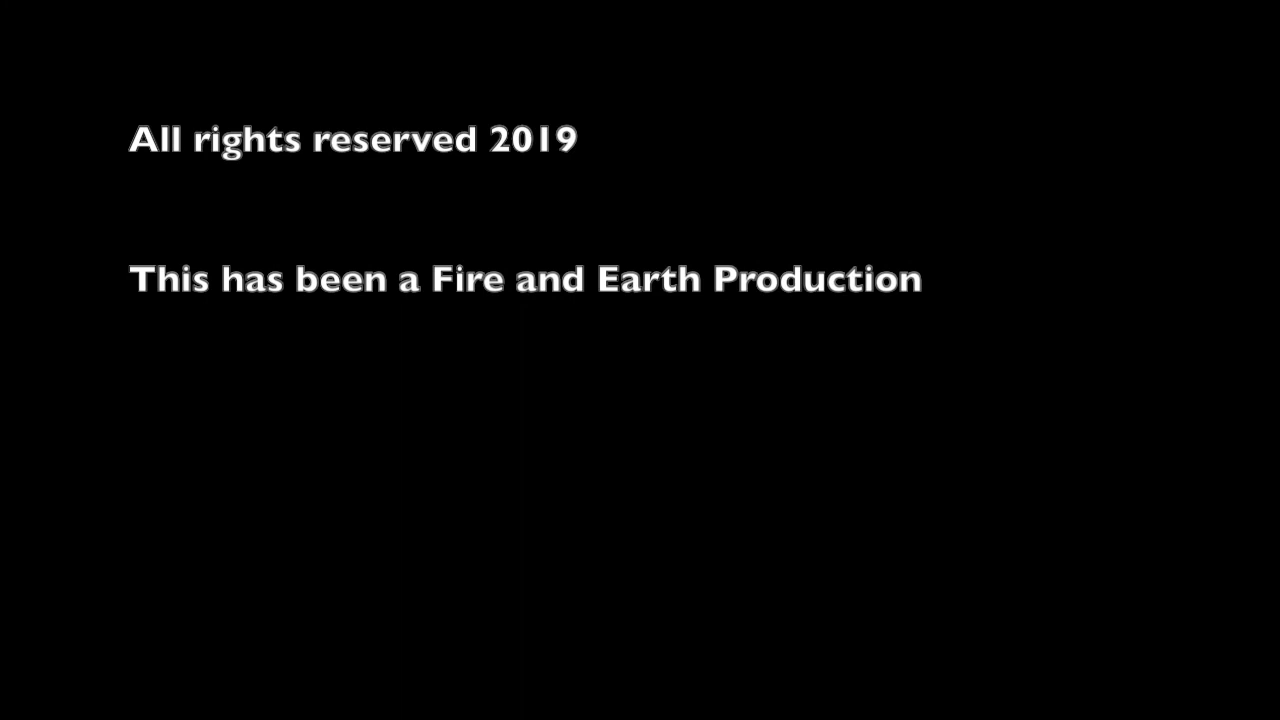 All rights reserved 2019
This has been a Fire and Earth Production